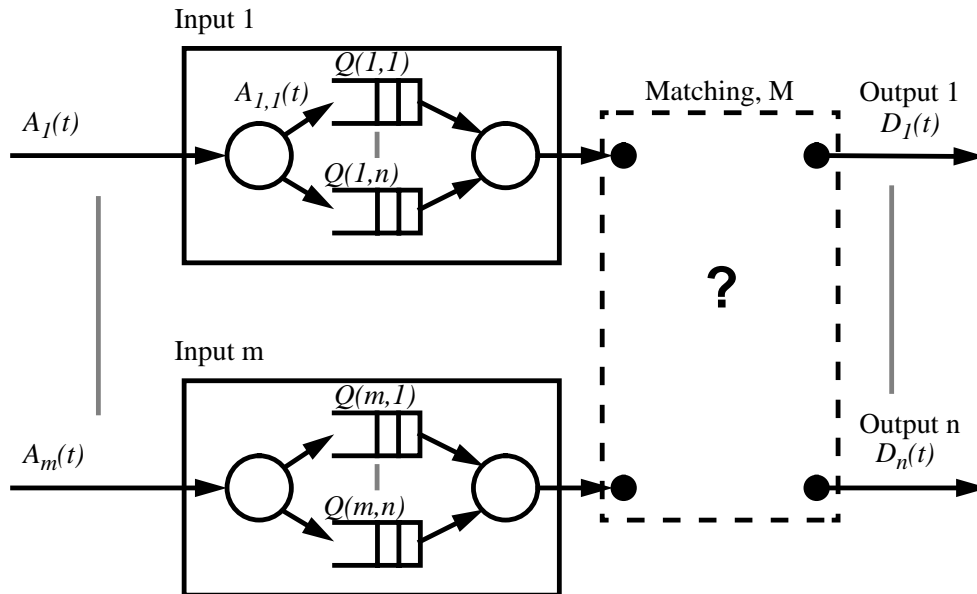 Input 1
Q(1,1)
A1,1(t)
Matching, M
Output 1
A1(t)
D1(t)
Q(1,n)
?
Input m
Q(m,1)
Output n
Am(t)
Dn(t)
Q(m,n)